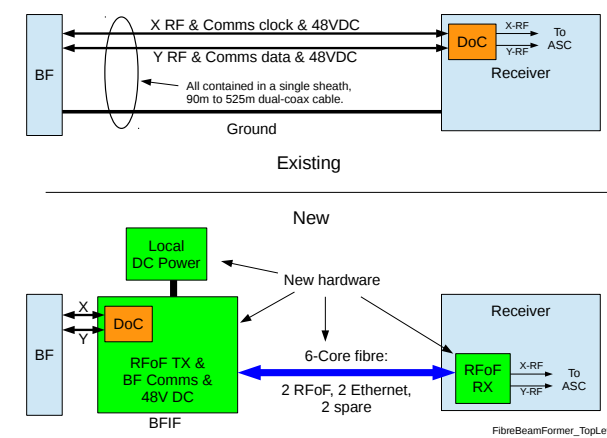 X RF & Comms clock & 48VDC
Y RF & Comms data & 48VDC
BF
DoC
X-RF
Y-RF
To
ASC
Receiver
All contained in a single sheath,
90m to 525m dual-coax cable.
Ground
Existing
New
Local
DC Power
New hardware
BF
X
Y
DoC
RFoF TX &
BF Comms &
48V DC
BFIF
6-Core fibre:
2 RFoF, 2 Ethernet,
2 spare
Receiver
RFoF
RX
X-RF
Y-RF
To
ASC
FibreBeamFormer_TopLe